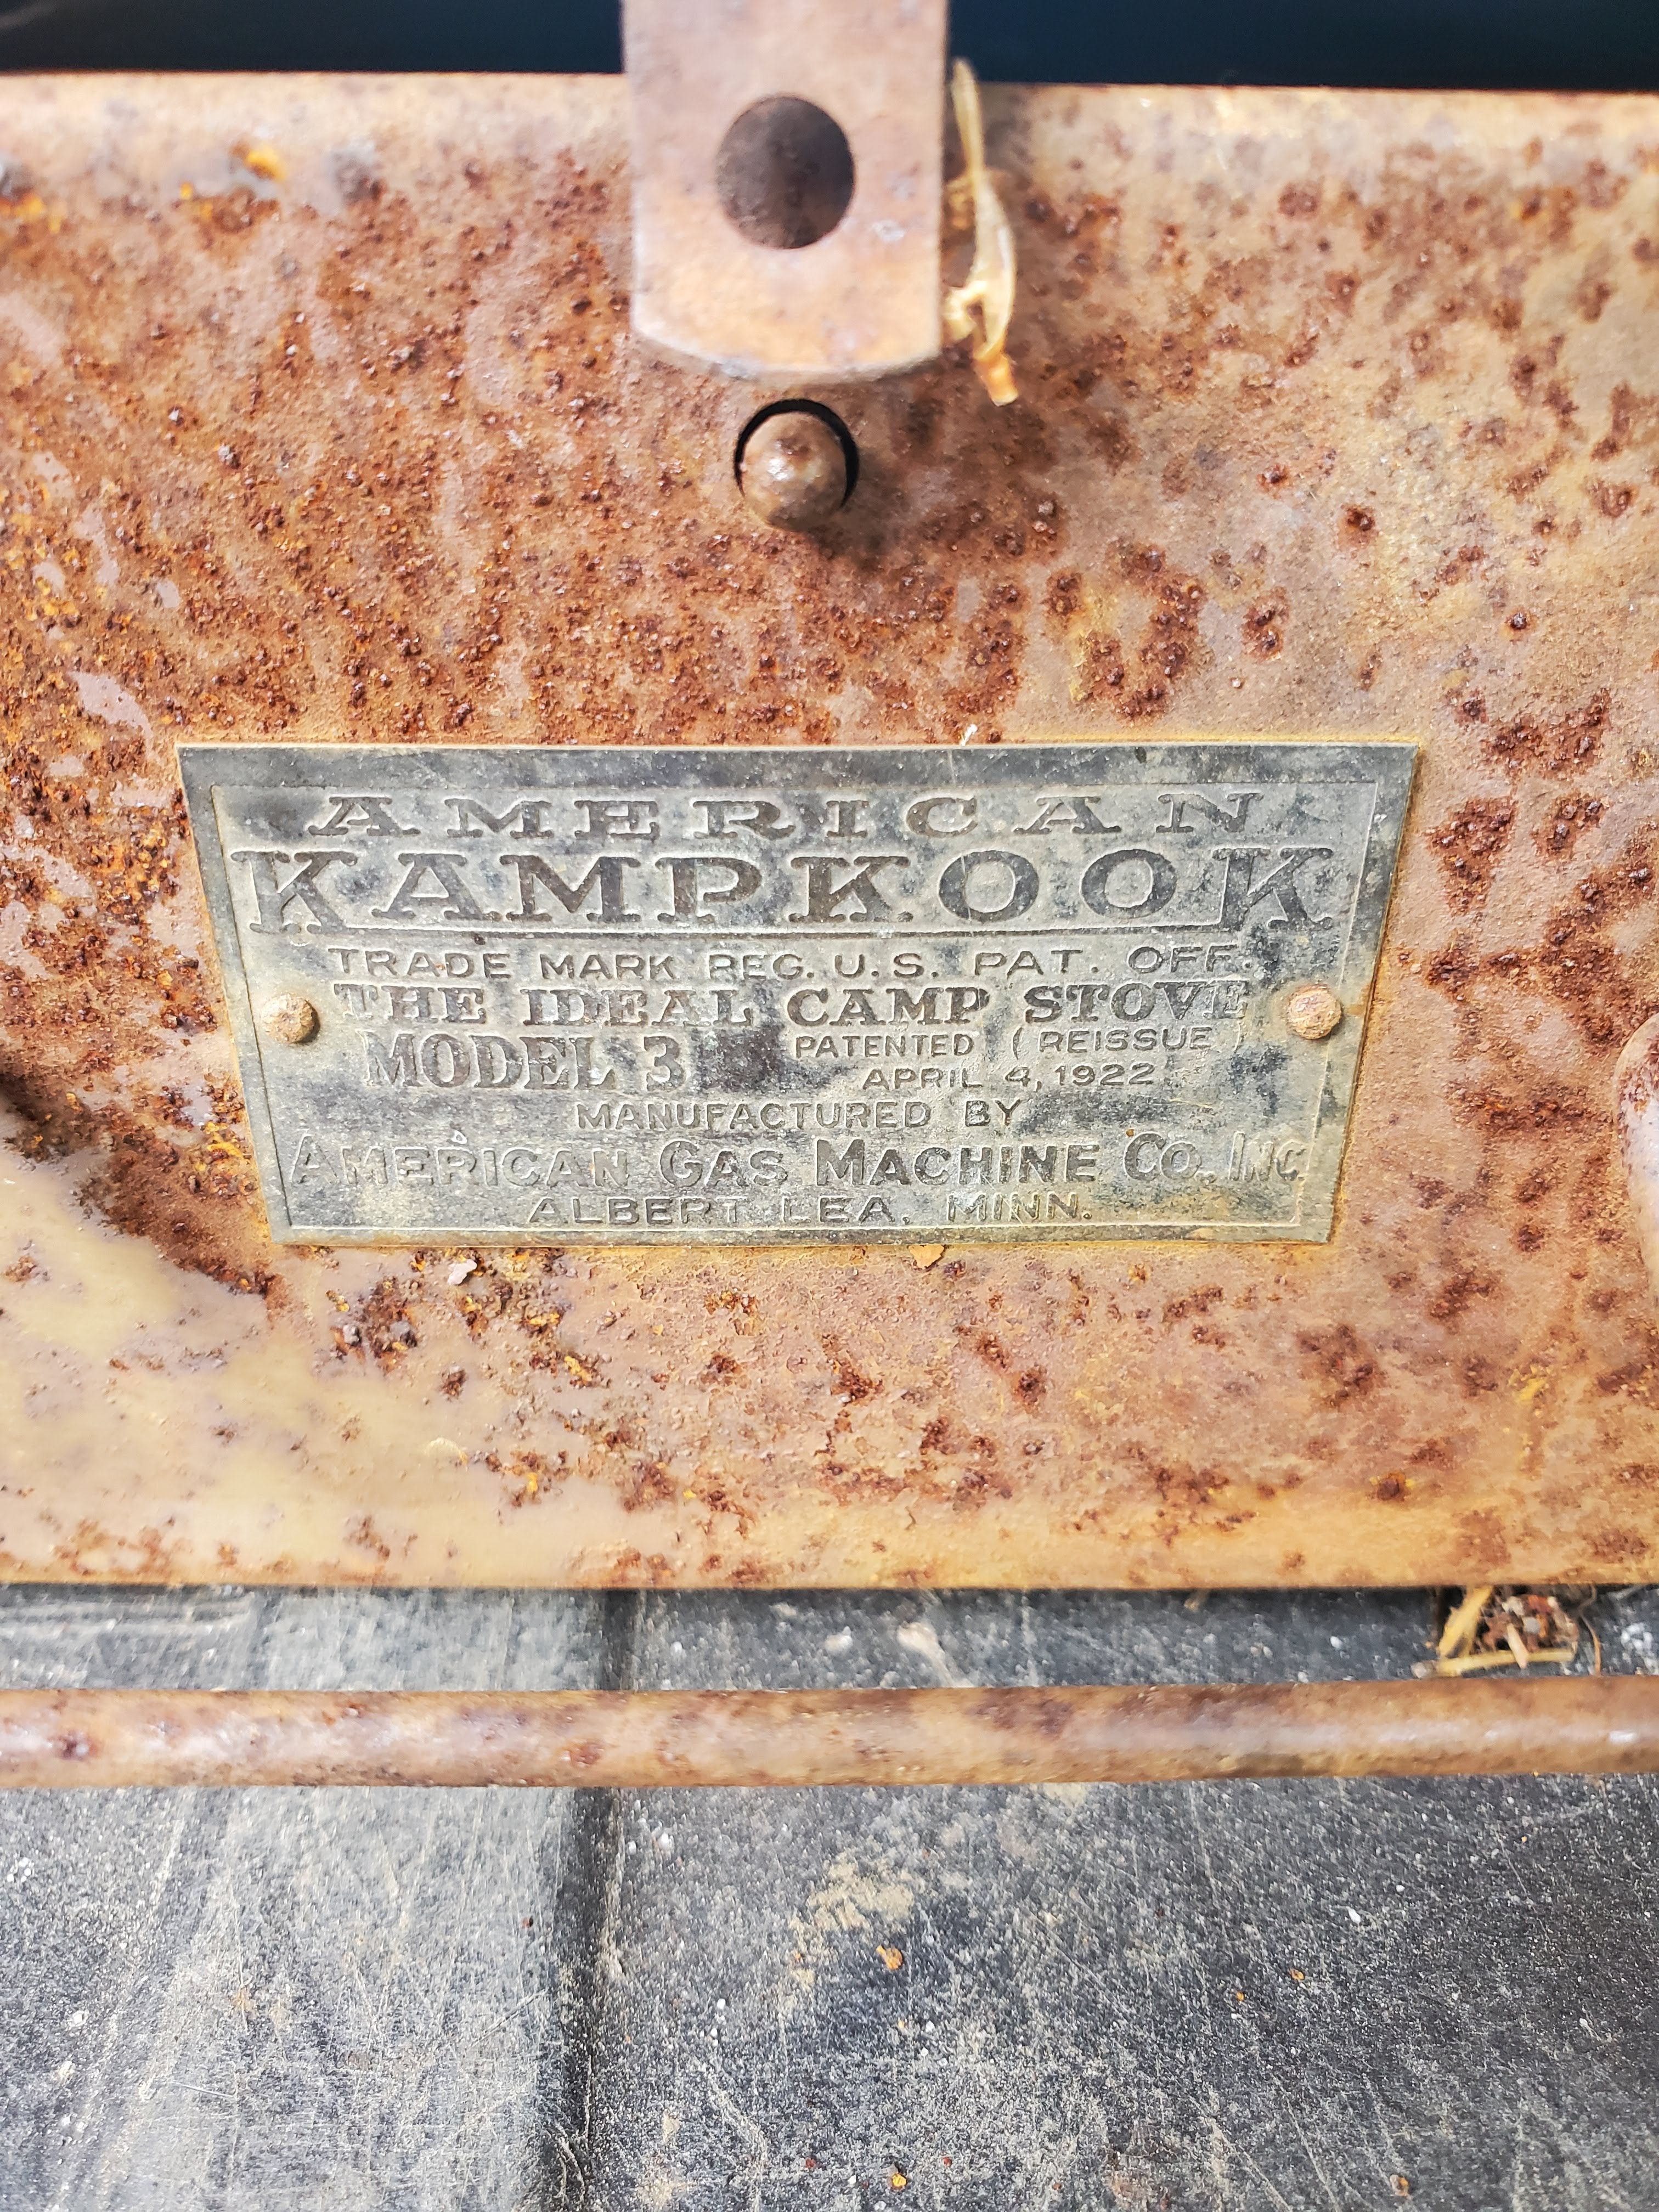 AMERICAN
KAMPKOOK
TRADE MARK REG. U.S. PAT. OFF.
THE IDEAL CAMP STOVE
MODEL 3 PATENTED (REISSUE)
APRIL 4, 1922
MANUFACTURED BY
AMERICAN GAS MACHINE CO. INC.
ALBERT LEA, MINN.